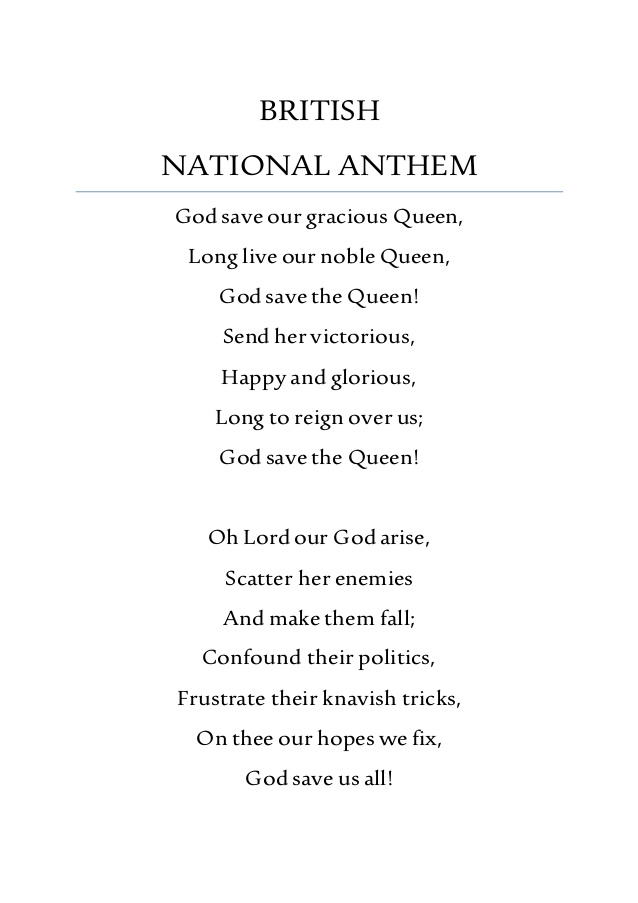 BRITISH
NATIONAL ANTHEM
God save our gracious Queen,
Long live our noble Queen,
God save the Queen!
Send her victorious,
Happy and glorious,
Long to reign over us;
God save the Queen!
Oh Lord our God arise,
Scatter her enemies
And make them fall;
Confound their politics,
Frustrate their knavish tricks,
On thee our hopes we fix,
God save us all!